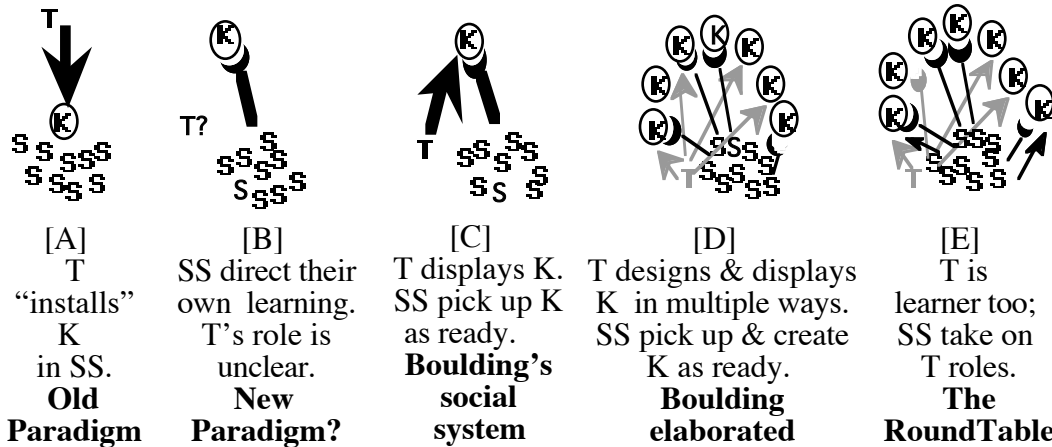 T
K
S S S S S S S S S
K
T?
S S S S S S S S S
K
T
S S S S S S S S S
K K K K K K K
T
K K K K K K K
T
[A]
T
“installs”
K
in SS.
Old
Paradigm
[B]
SS direct their
own learning.
T’s role is
unclear.
New
Paradigm?
[C]
T displays K.
SS pick up K
as ready.
Boulding’s
social
system
[D]
T designs & displays
K in multiple ways.
SS pick up & create
K as ready.
Boulding
elaborated
[E]
T is
learner too;
SS take on
T roles.
The
RoundTable